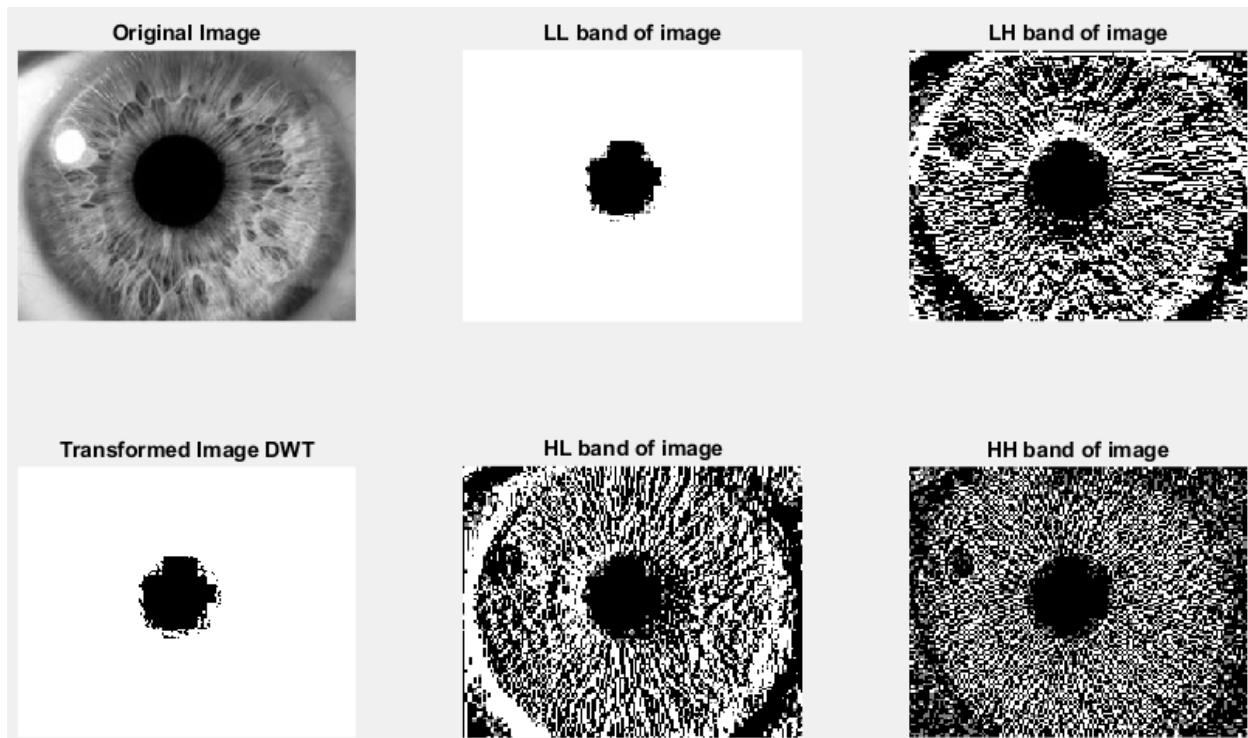 Original Image
LL band of image
LH band of image
Transformed Image DWT
HL band of image
HH band of image